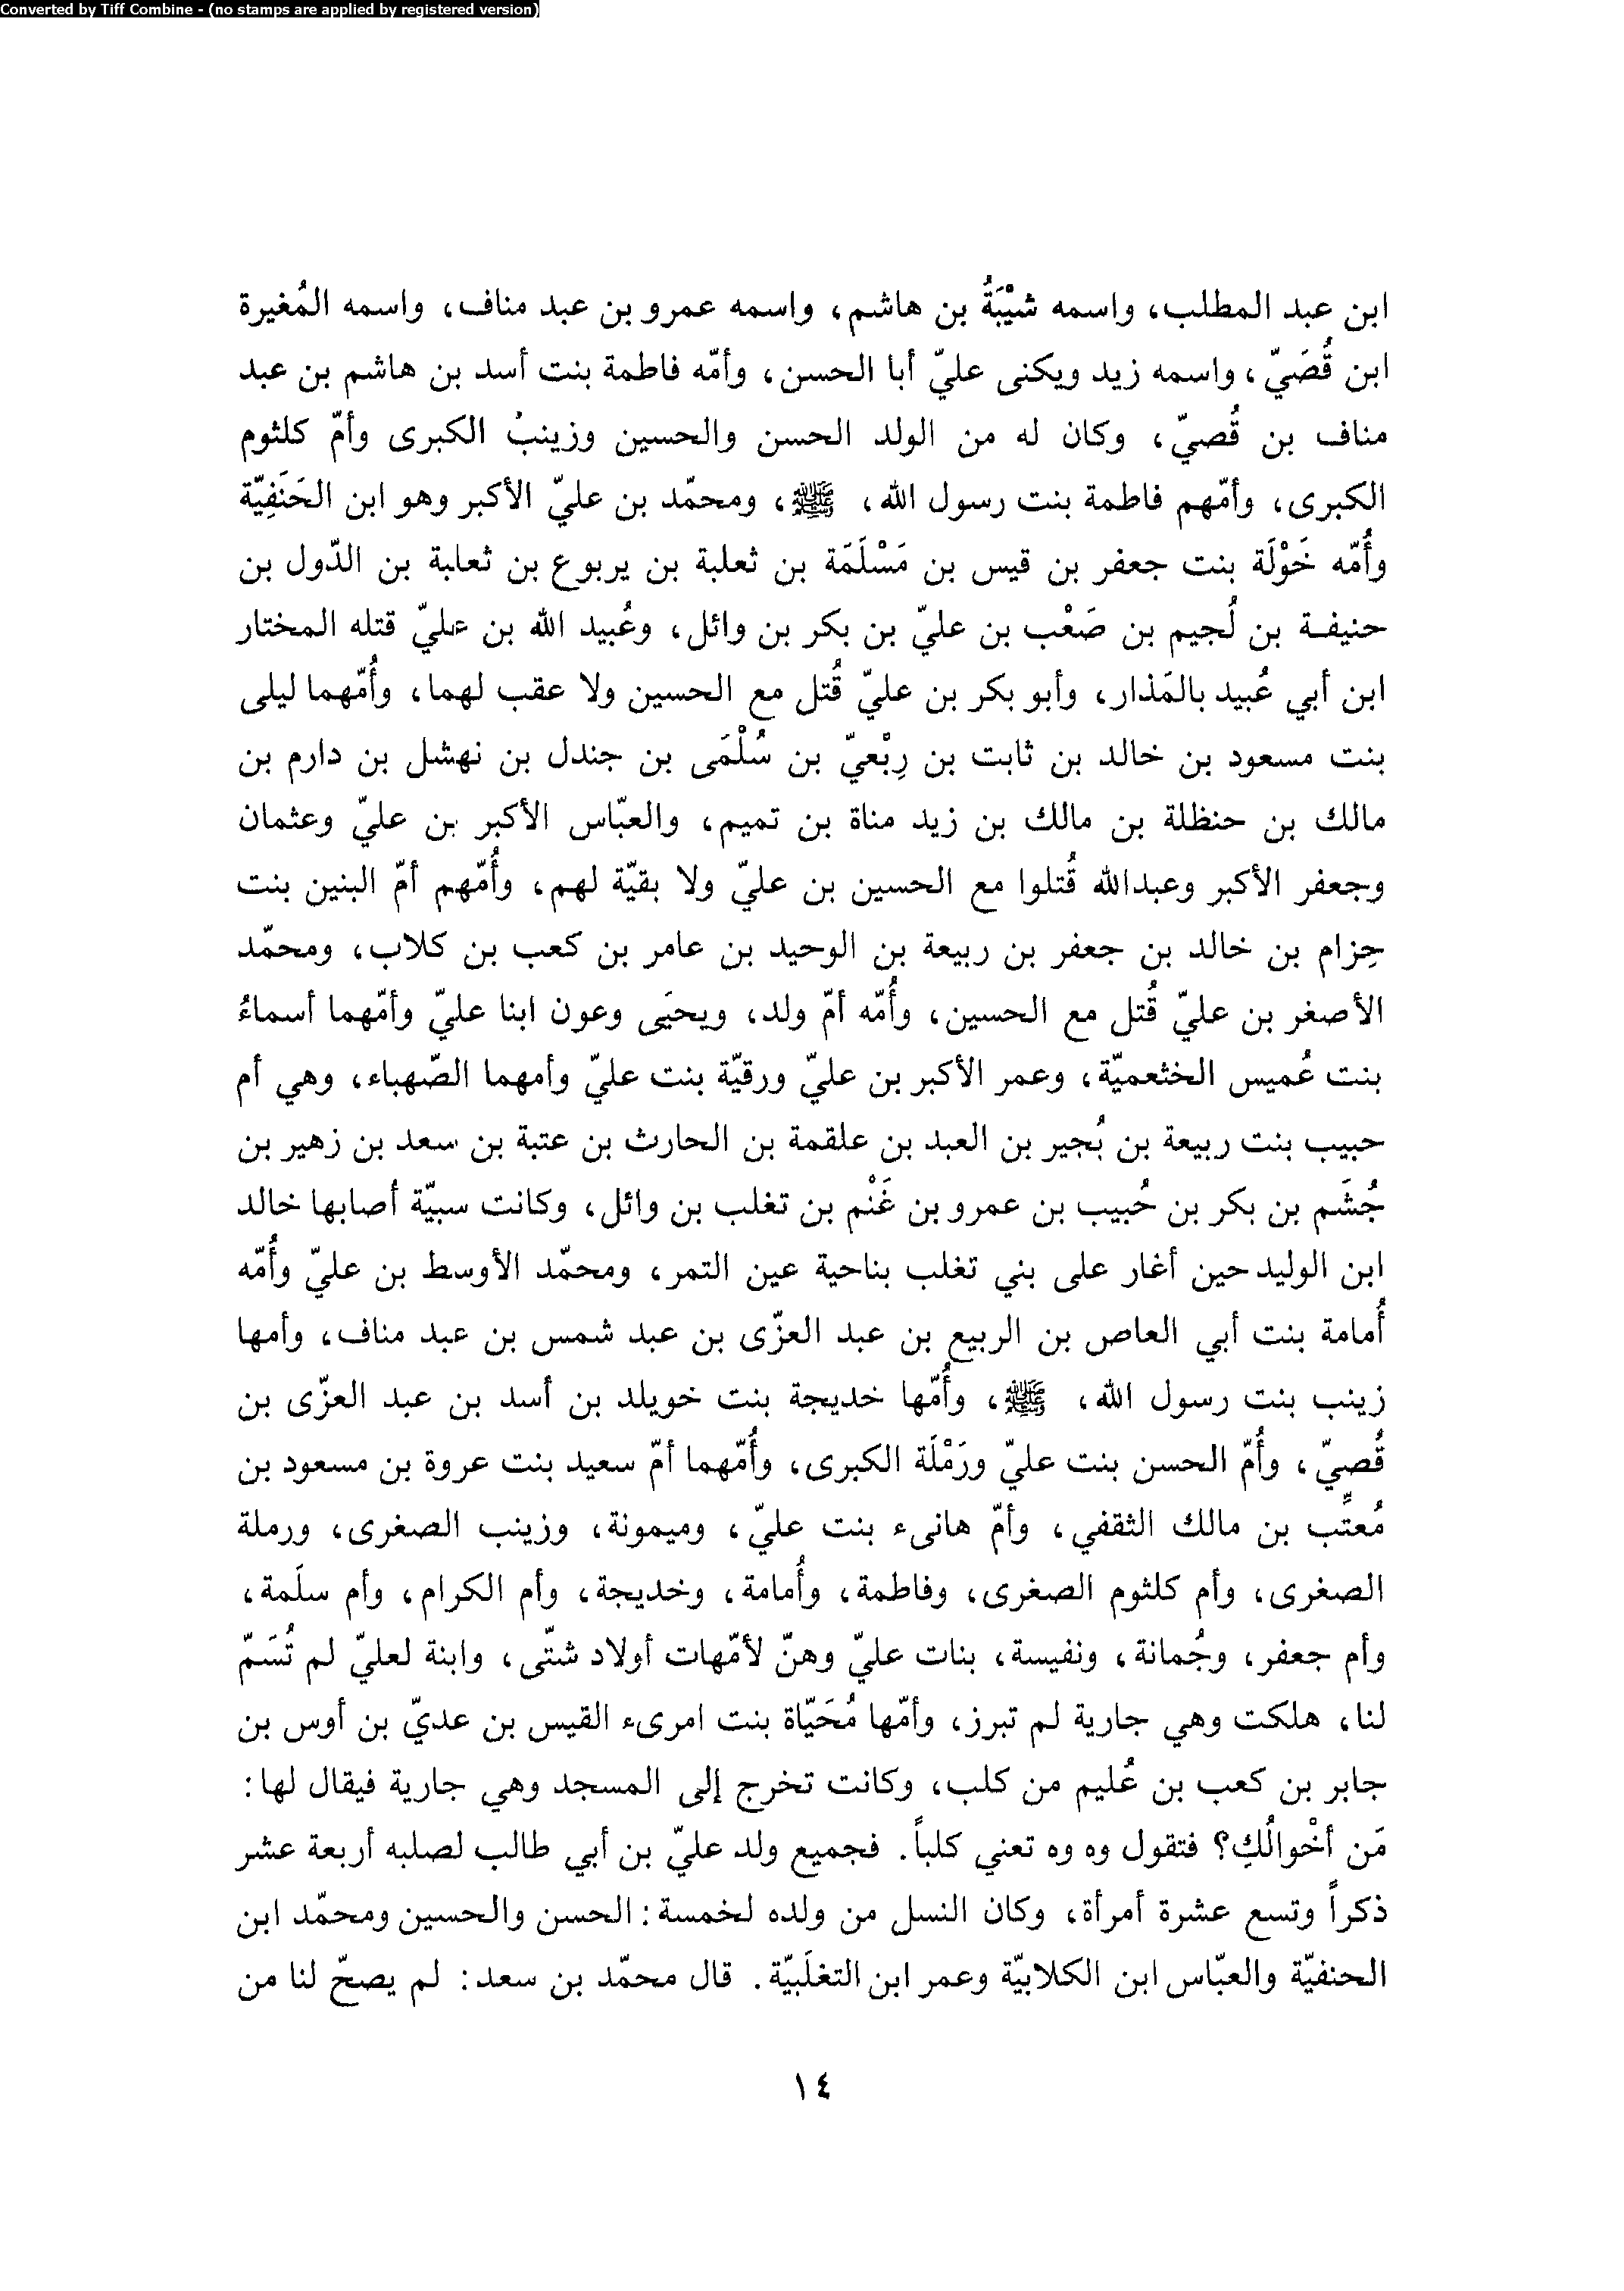 Converted by Tiff Combine - (no stamps are applied by registered version)
ابن عبد المطلب، واسمه شَيْبَةُ بن هاشم، واسمه عمرو بن عبد مناف، واسمه المُغيرة
ابن قُصَيّ، واسمه زيد ويكنى عليّ أبا الحسن، وأمّه فاطمة بنت أسد بن هاشم بن عبد
مناف بن قُصيّ، وكان له من الولد الحسن والحسين وزينبُ الكبرى وأمّ كلثوم
الكبرى، وأمّهم فاطمة بنت رسول الله، ﷺ، ومحمّد بن عليّ الأكبر وهو ابن الحَنَفِيّة
وأُمّه خَوْلَة بنت جعفر بن قيس بن مَسْلَمَة بن ثعلبة بن يربوع بن ثعلبة بن الدّول بن
حنيفة بن لُجيم بن صَعْب بن عليّ بن بكر بن وائل، وعُبيد الله بن عليّ قتله المختار
ابن أبي عُبيد بالمَذار، وأبو بكر بن عليّ قُتل مع الحسين ولا عقب لهما، وأُمّهما ليلى
بنت مسعود بن خالد بن ثابت بن رِبْعيّ بن سُلْمَى بن جندل بن نهشل بن دارم بن
مالك بن حنظلة بن مالك بن زيد مناة بن تميم، والعبّاس الأكبر بن عليّ وعثمان
وجعفر الأكبر وعبدالله قُتلوا مع الحسين بن عليّ ولا بقيّة لهم، وأُمّهم أمّ البنين بنت
حِزام بن خالد بن جعفر بن ربيعة بن الوحيد بن عامر بن كعب بن كلاب، ومحمّد
الأصغر بن عليّ قُتل مع الحسين، وأُمّه أمّ ولد، ويحيَى وعون ابنا عليّ وأمّهما أسماءُ
بنت عُميس الخثعميّة، وعمر الأكبر بن عليّ ورقيّة بنت عليّ وأمهما الصّهباء، وهي أم
حبيب بنت ربيعة بن بُجير بن العبد بن علقمة بن الحارث بن عتبة بن سعد بن زهير بن
جُشَم بن بكر بن حُبيب بن عمرو بن غَنْم بن تغلب بن وائل، وكانت سبيّة أصابها خالد
ابن الوليد حين أغار على بني تغلب بناحية عين التمر، ومحمّد الأوسط بن عليّ وأُمّه
أُمامة بنت أبي العاص بن الربيع بن عبد العزّى بن عبد شمس بن عبد مناف، وأمها
زينب بنت رسول الله، ﷺ، وأُمّها خديجة بنت خويلد بن أسد بن عبد العزّى بن
قُصيّ، وأُمّ الحسن بنت عليّ ورَمْلَة الكبرى، وأُمّهما أمّ سعيد بنت عروة بن مسعود بن
مُعتِّب بن مالك الثقفي، وأمّ هانىء بنت عليّ، وميمونة، وزينب الصغرى، ورملة
الصغرى، وأم كلثوم الصغرى، وفاطمة، وأُمامة، وخديجة، وأم الكرام، وأم سلَمة،
وأم جعفر، وجُمانة، ونفيسة، بنات عليّ وهنّ لأمّهات أولاد شتّى، وابنة لعليّ لم تُسَمّ
لنا، هلكت وهي جارية لم تبرز، وأمّها مُحَيّاة بنت امرىء القيس بن عديّ بن أوس بن
جابر بن كعب بن عُليم من كلب، وكانت تخرج إلى المسجد وهي جارية فيقال لها:
مَن أخْوالُكِ؟ فتقول وه وه تعني كلباً. فجميع ولد عليّ بن أبي طالب لصلبه أربعة عشر
ذكراً وتسع عشرة أمرأة، وكان النسل من ولده لخمسة: الحسن والحسين ومحمّد ابن
الحنفيّة والعبّاس ابن الكلابيّة وعمر ابن التغلَبيّة. قال محمّد بن سعد: لم يصحّ لنا من
١٤